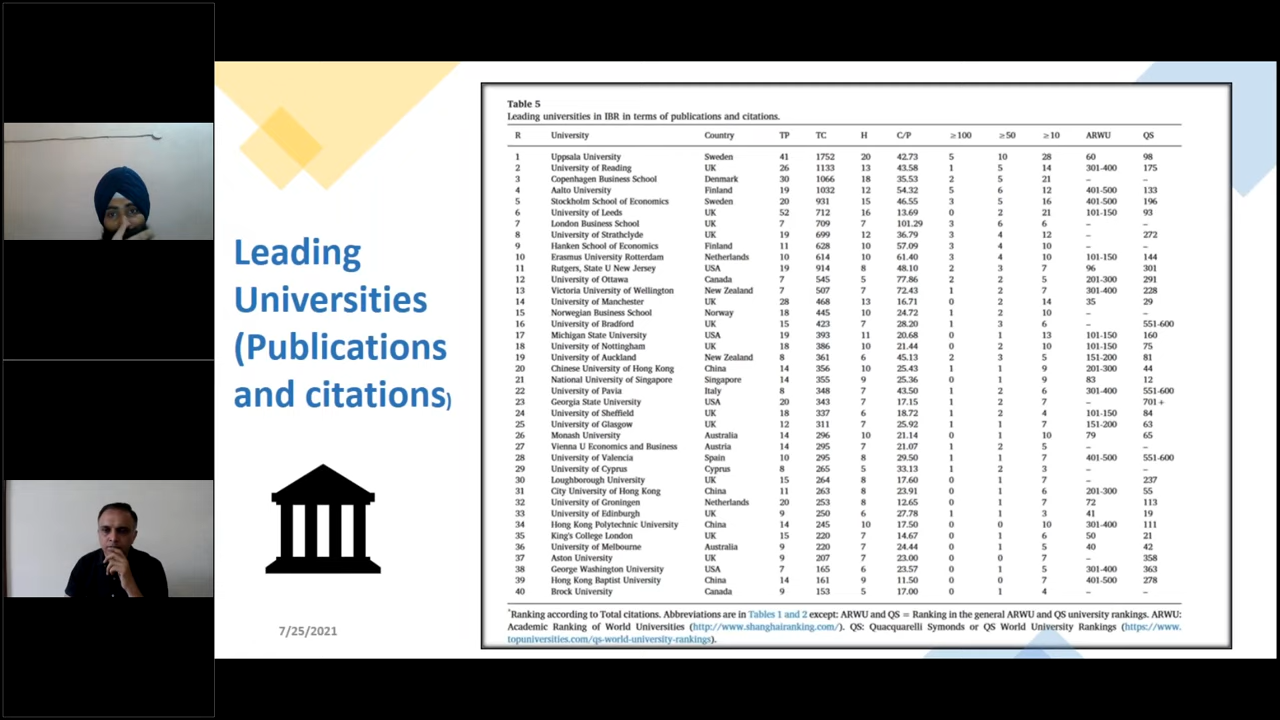 Leading
Universities
(Publications
and citations)
7/25/2021
Table 5
Leading universities in IBR in terms of publications and citations.
R University Country TP TC H C/P ≥100 ≥50 ≥10 ARWU QS
1 Uppsala University Sweden 41 1752 20 42.73 5 10 28 60 98
2 University of Reading UK 26 1133 13 43.58 1 5 14 301-400 175
3 Copenhagen Business School Denmark 30 1066 18 35.53 2 5 21 – –
4 Aalto University Finland 19 1032 12 54.32 5 6 12 401-500 133
5 Stockholm School of Economics Sweden 20 931 15 46.55 3 5 16 401-500 196
6 University of Leeds UK 52 712 16 13.69 0 2 21 101-150 93
7 London Business School UK 7 709 7 101.29 3 6 6 – –
8 University of Strathclyde UK 19 699 12 36.79 3 4 12 – 272
9 Hanken School of Economics Finland 11 628 10 57.09 3 4 10 – –
10 Erasmus University Rotterdam Netherlands 10 614 10 61.40 3 4 10 101-150 144
11 Rutgers, State U New Jersey USA 19 914 8 48.10 2 3 7 96 301
12 University of Ottawa Canada 7 545 5 77.86 2 2 5 201-300 291
13 Victoria University of Wellington New Zealand 7 507 7 72.43 1 2 7 301-400 228
14 University of Manchester UK 28 468 13 16.71 0 2 14 35 29
15 Norwegian Business School Norway 18 445 10 24.72 1 2 10 – –
16 University of Bradford UK 15 423 7 28.20 1 3 6 – 551-600
17 Michigan State University USA 19 393 11 20.68 0 1 13 101-150 160
18 University of Nottingham UK 18 386 10 21.44 0 2 10 101-150 75
19 University of Auckland New Zealand 8 361 6 45.13 2 3 5 151-200 81
20 Chinese University of Hong Kong China 14 356 10 25.43 1 1 9 201-300 44
21 National University of Singapore Singapore 14 355 9 25.36 0 1 9 83 12
22 University of Pavia Italy 8 348 7 43.50 1 2 6 301-400 551-600
23 Georgia State University USA 20 343 7 17.15 1 2 7 – 701+
24 University of Sheffield UK 18 337 6 18.72 1 2 4 101-150 84
25 University of Glasgow UK 12 311 7 25.92 1 1 7 151-200 63
26 Monash University Australia 14 296 10 21.14 0 1 10 79 65
27 Vienna U Economics and Business Austria 14 295 7 21.07 1 2 5 – –
28 University of Valencia Spain 10 295 8 29.50 1 1 7 401-500 551-600
29 University of Cyprus Cyprus 8 265 5 33.13 1 2 3 – –
30 Loughborough University UK 15 264 8 17.60 0 1 7 – 237
31 City University of Hong Kong China 11 263 8 23.91 0 1 6 201-300 55
32 University of Groningen Netherlands 20 253 8 12.65 0 1 7 72 113
33 University of Edinburgh UK 9 250 6 27.78 1 1 3 41 19
34 Hong Kong Polytechnic University China 14 245 10 17.50 0 0 10 301-400 111
35 King's College London UK 15 220 7 14.67 0 1 6 50 21
36 University of Melbourne Australia 9 220 7 24.44 0 1 5 40 42
37 Aston University UK 9 207 7 23.00 0 0 7 – 358
38 George Washington University USA 7 165 6 23.57 0 1 5 301-400 363
39 Hong Kong Baptist University China 14 161 9 11.50 0 0 7 401-500 278
40 Brock University Canada 9 153 5 17.00 0 1 4 – –
*Ranking according to Total citations. Abbreviations are in Tables 1 and 2 except: ARWU and QS = Ranking in the general ARWU and QS university rankings. ARWU:
Academic Ranking of World Universities (http://www.shanghairanking.com/). QS: Quacquarelli Symonds or QS World University Rankings (https://www.
topuniversities.com/qs-world-university-rankings).